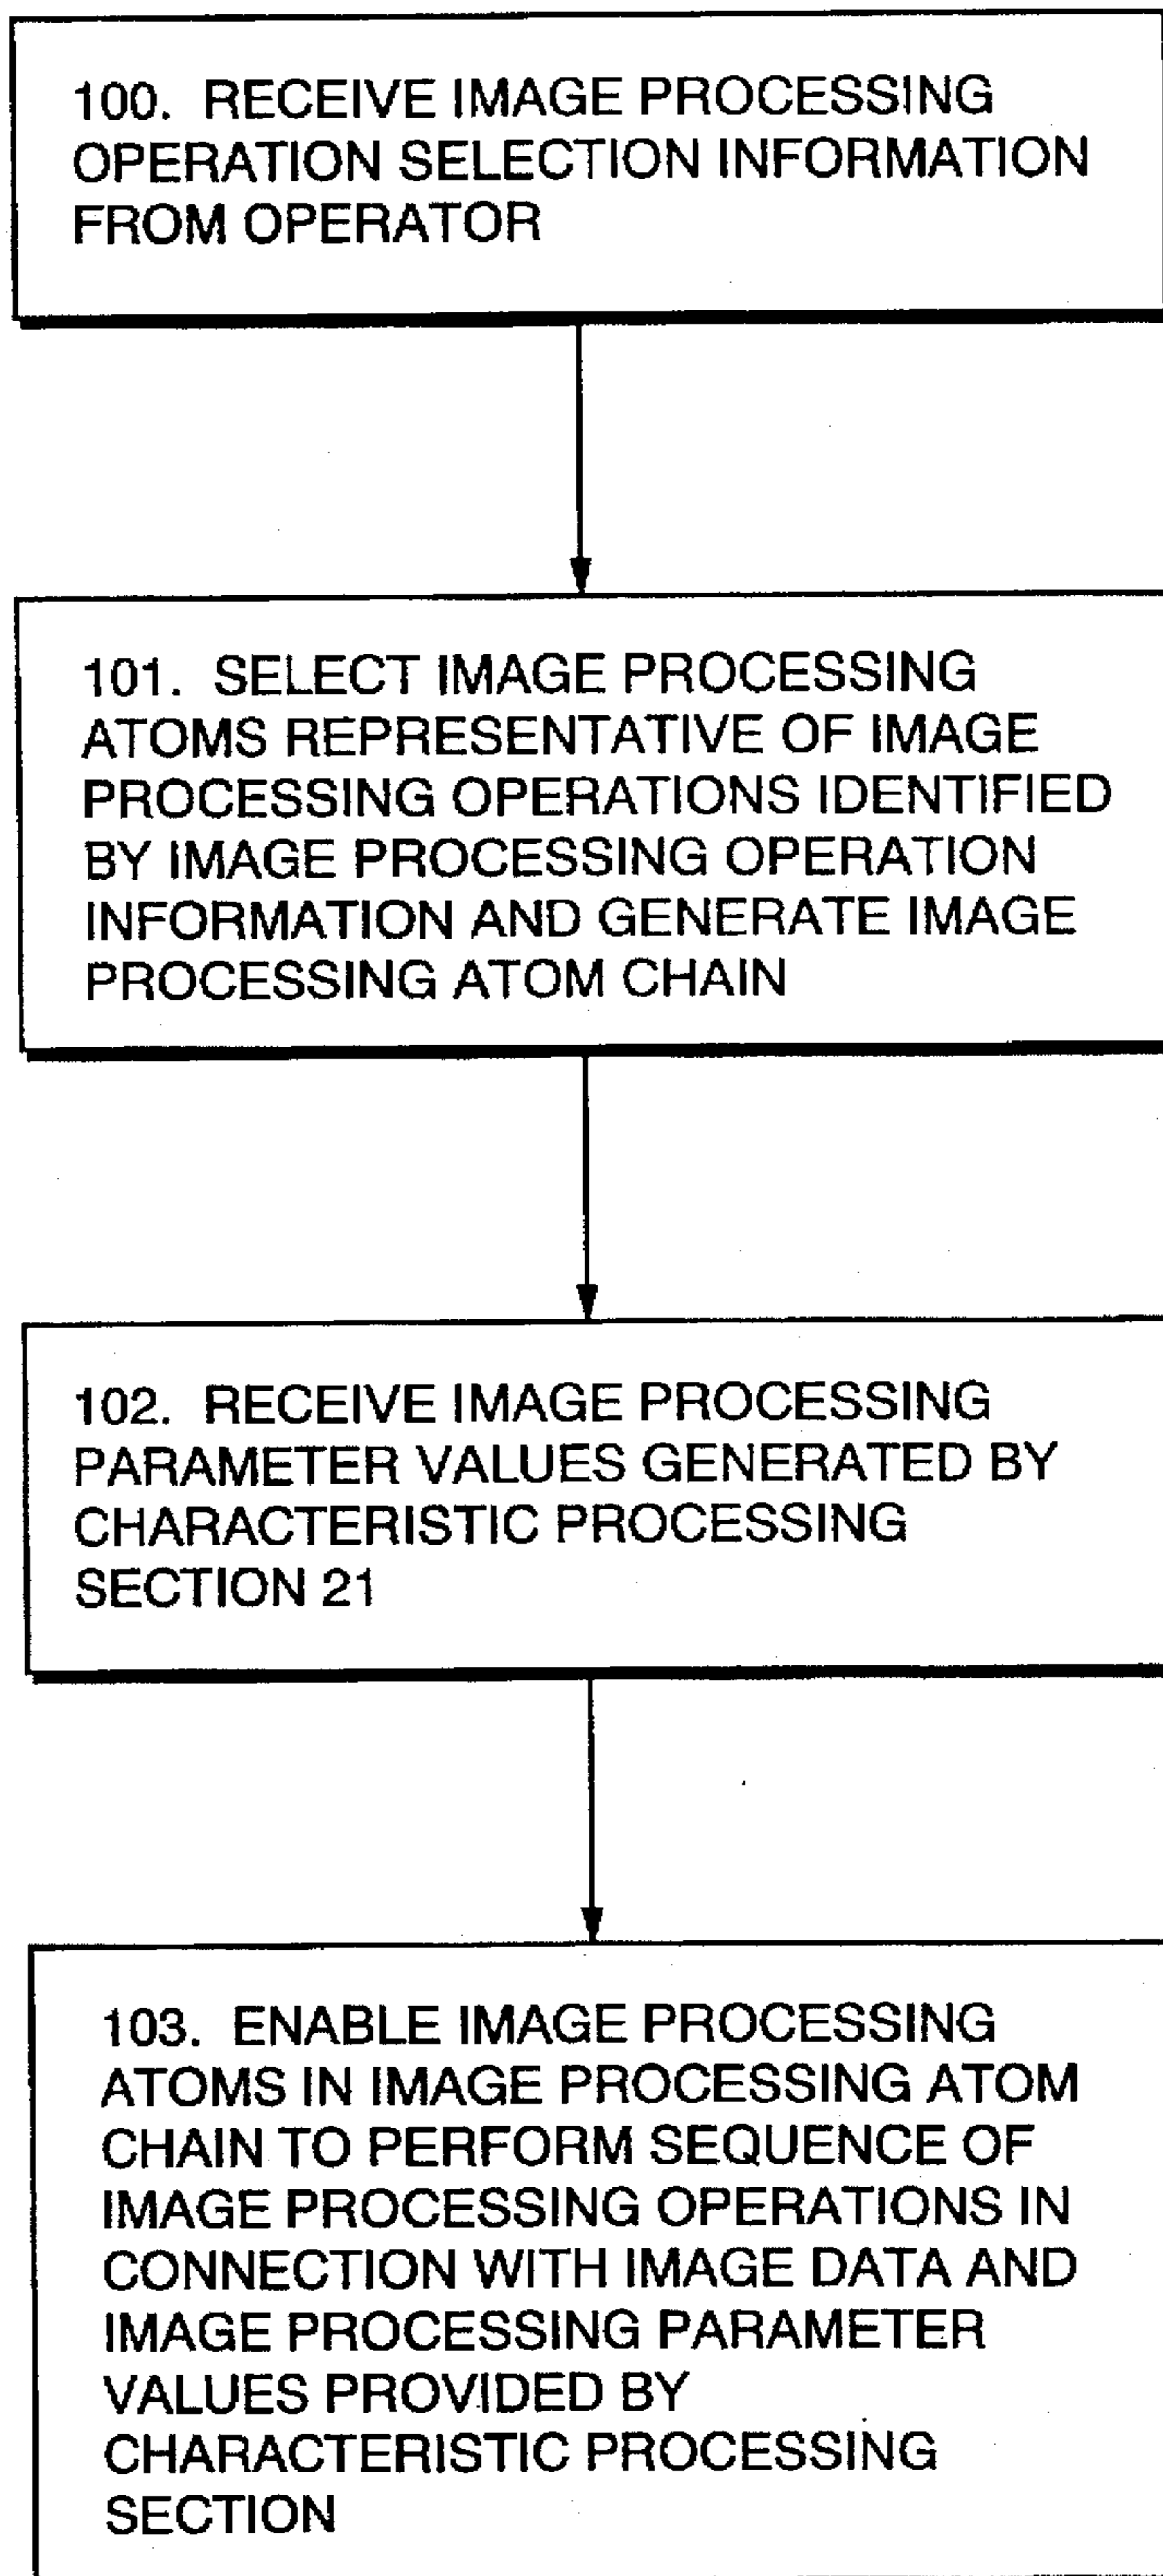 100. RECEIVE IMAGE PROCESSING
OPERATION SELECTION INFORMATION
FROM OPERATOR
101. SELECT IMAGE PROCESSING
ATOMS REPRESENTATIVE OF IMAGE
PROCESSING OPERATIONS IDENTIFIED
BY IMAGE PROCESSING OPERATION
INFORMATION AND GENERATE IMAGE
PROCESSING ATOM CHAIN
102. RECEIVE IMAGE PROCESSING
PARAMETER VALUES GENERATED BY
CHARACTERISTIC PROCESSING
SECTION 21
103. ENABLE IMAGE PROCESSING
ATOMS IN IMAGE PROCESSING ATOM
CHAIN TO PERFORM SEQUENCE OF
IMAGE PROCESSING OPERATIONS IN
CONNECTION WITH IMAGE DATA AND
IMAGE PROCESSING PARAMETER
VALUES PROVIDED BY
CHARACTERISTIC PROCESSING
SECTION